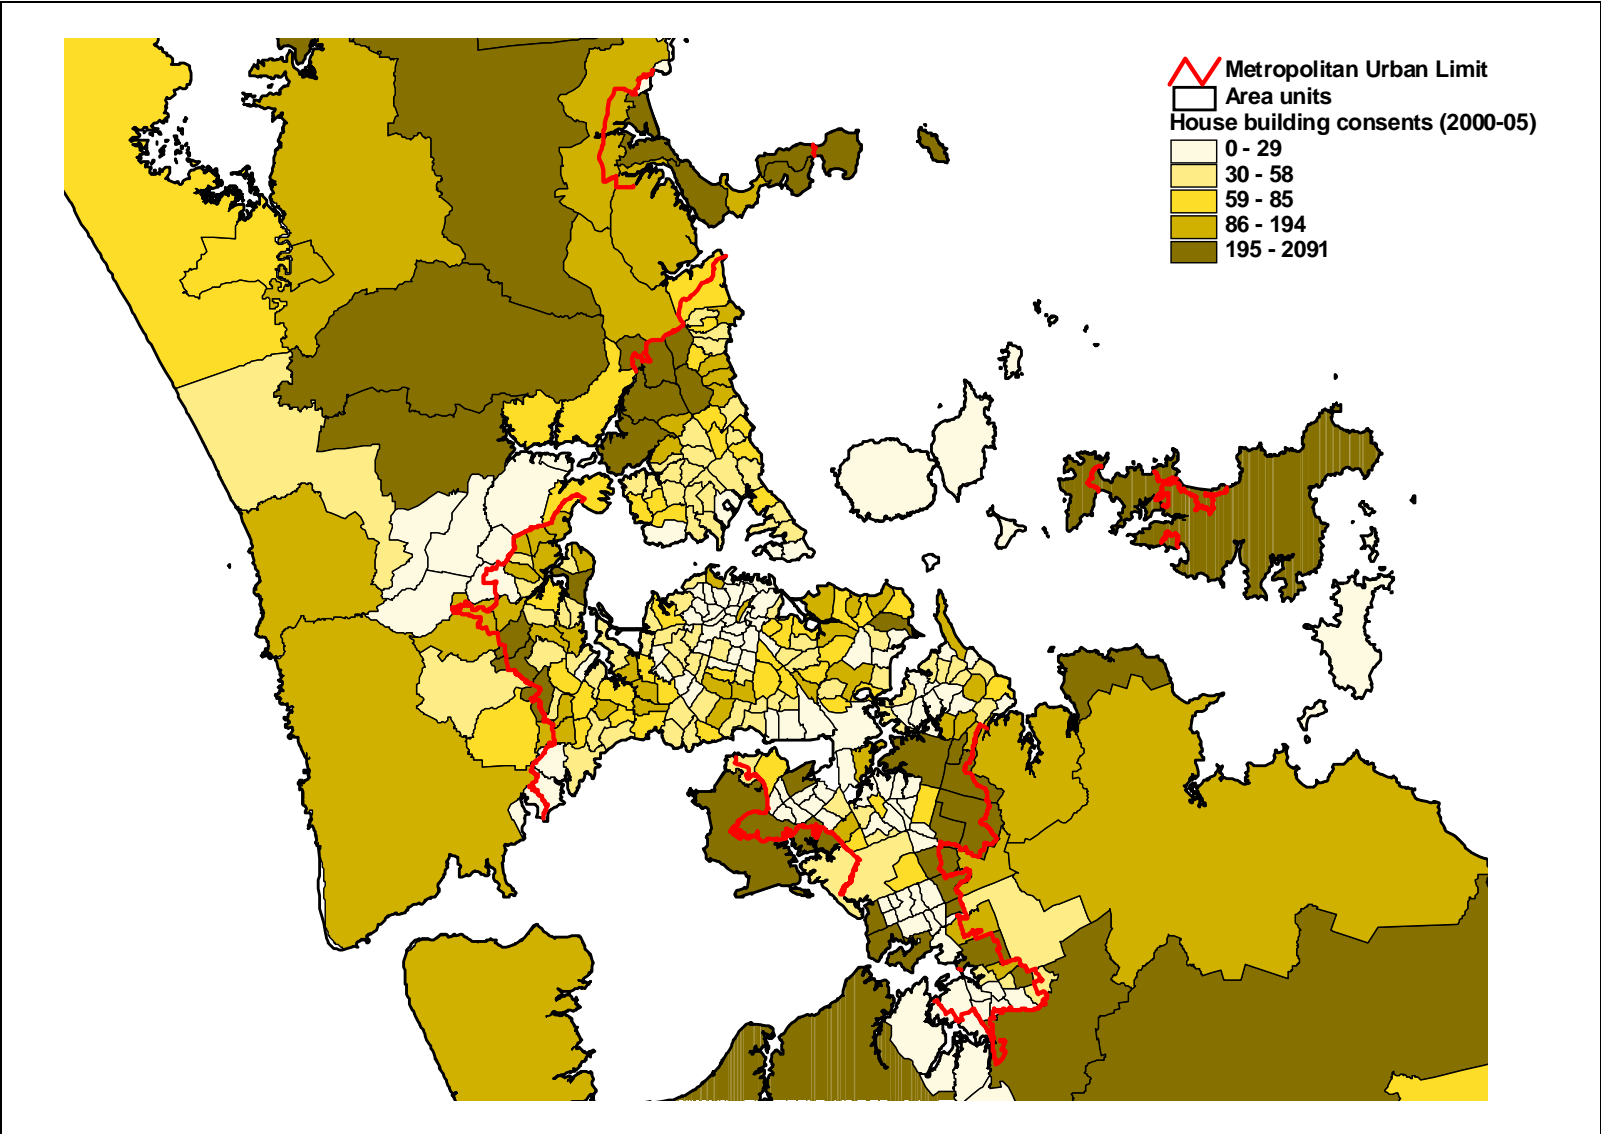 Metropolitan Urban Limit
Area units
House building consents (2000-05)
0 - 29
30 - 58
59 - 85
86 - 194
195 - 2091